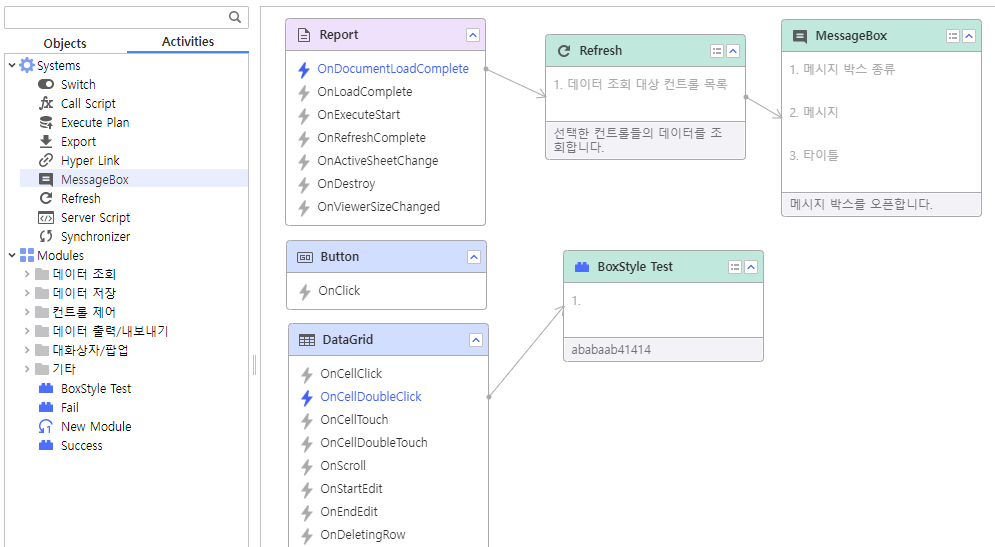 Objects
Activities
Systems
Switch
Call Script
Execute Plan
Export
Hyper Link
MessageBox
Refresh
Server Script
Synchronizer
Modules
데이터 조회
데이터 저장
컨트롤 제어
데이터 출력/내보내기
대화상자/팝업
기타
BoxStyle Test
Fail
New Module
Success
Report
OnDocumentLoadComplete
OnLoadComplete
OnExecuteStart
OnRefreshComplete
OnActiveSheetChange
OnDestroy
OnViewerSizeChanged
Refresh
1. 데이터 조회 대상 컨트롤 목록
선택한 컨트롤들의 데이터를 조
회합니다.
MessageBox
1. 메시지 박스 종류
2. 메시지
3. 타이틀
메시지 박스를 오픈합니다.
Button
OnClick
BoxStyle Test
1.
ababaab41414
DataGrid
OnCellClick
OnCellDoubleClick
OnCellTouch
OnCellDoubleTouch
OnScroll
OnStartEdit
OnEndEdit
OnDeletingRow